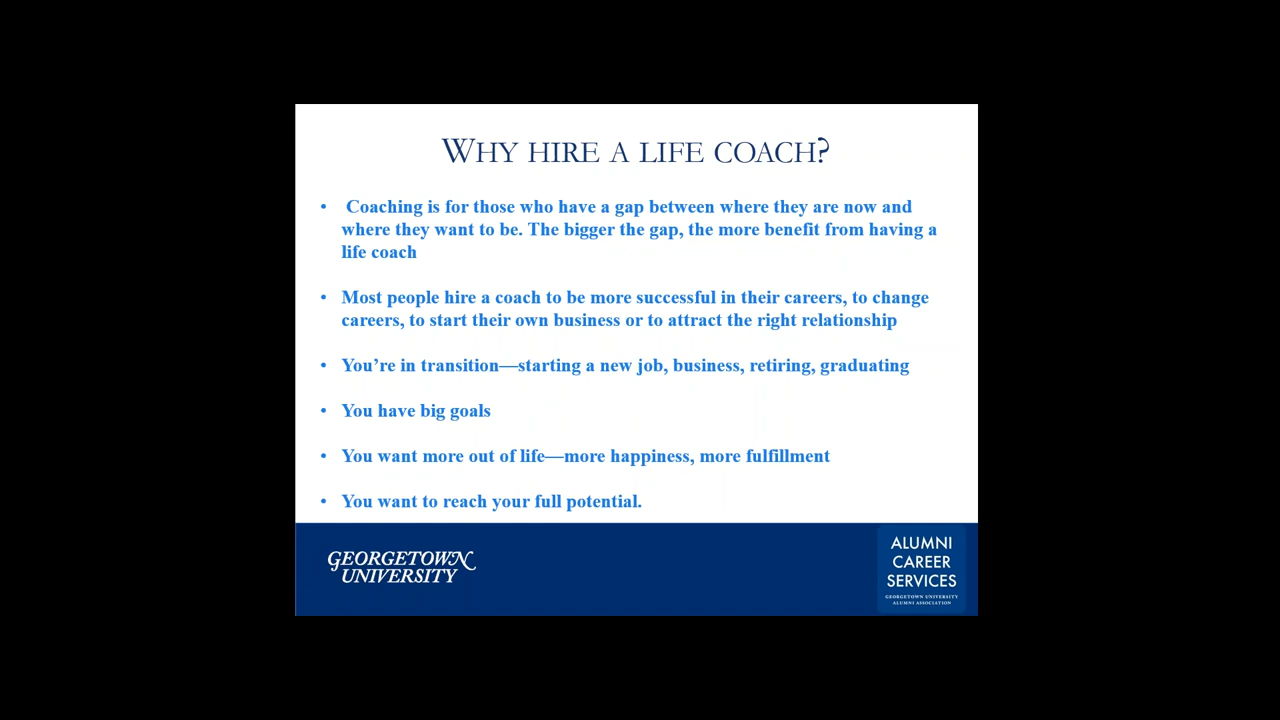 WHY HIRE A LIFE COACH?
• Coaching is for those who have a gap between where they are now and
where they want to be. The bigger the gap, the more benefit from having a
life coach
• Most people hire a coach to be more successful in their careers, to change
careers, to start their own business or to attract the right relationship
• You’re in transition—starting a new job, business, retiring, graduating
• You have big goals
• You want more out of life—more happiness, more fulfillment
• You want to reach your full potential.
GEORGETOWN
UNIVERSITY
ALUMNI
CAREER
SERVICES
GEORGETOWN UNIVERSITY
ALUMNI ASSOCIATION